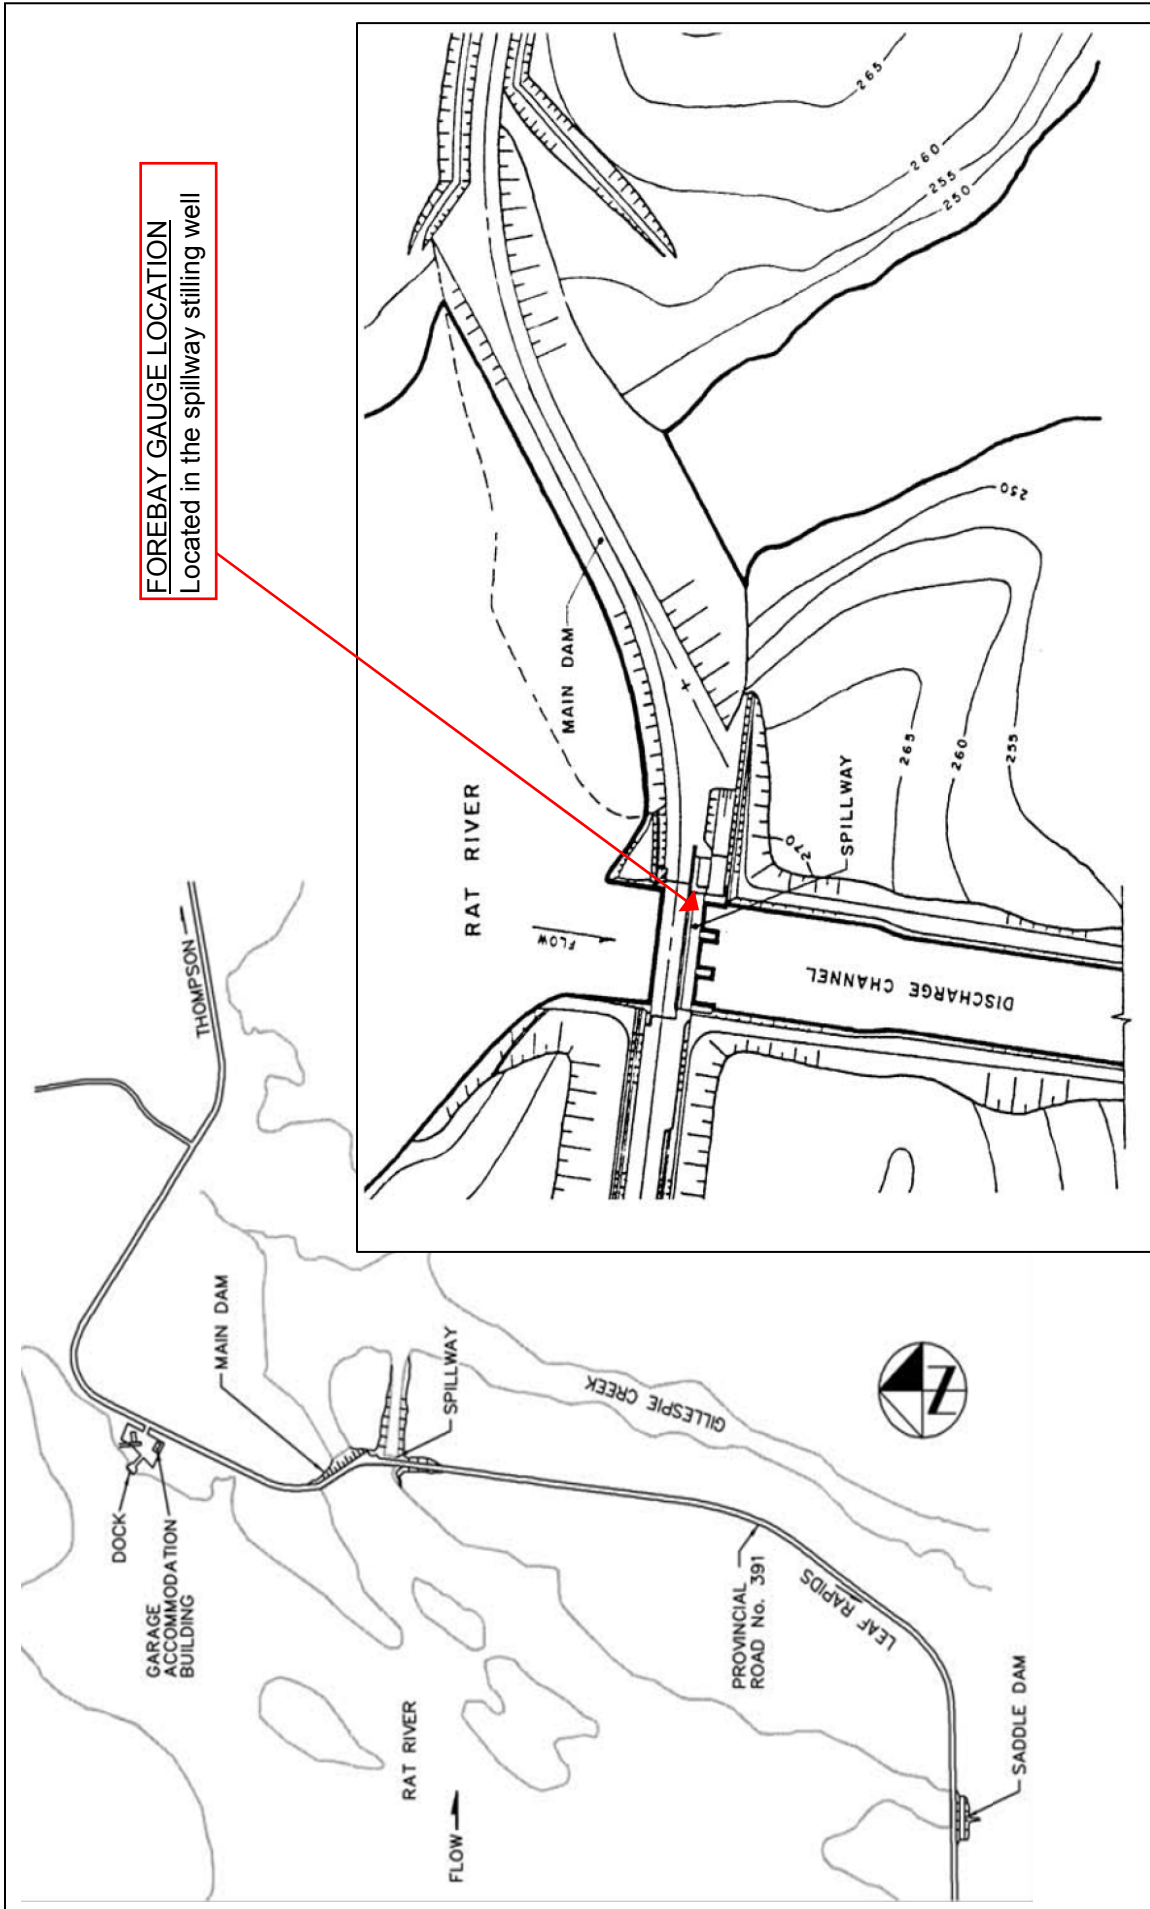 FOREBAY GAUGE LOCATION
Located in the spillway stilling well
265
260
255
250
250
MAIN DAM
265
260
255
270
SPILLWAY
RAT RIVER
FLOW
DISCHARGE CHANNEL
THOMPSON
MAIN DAM
SPILLWAY
GILLESPIE CREEK
N
DOCK
GARAGE
ACCOMMODATION
BUILDING
RAT RIVER
FLOW
PROVINCIAL
ROAD No. 391
LEAF RAPIDS
SADDLE DAM